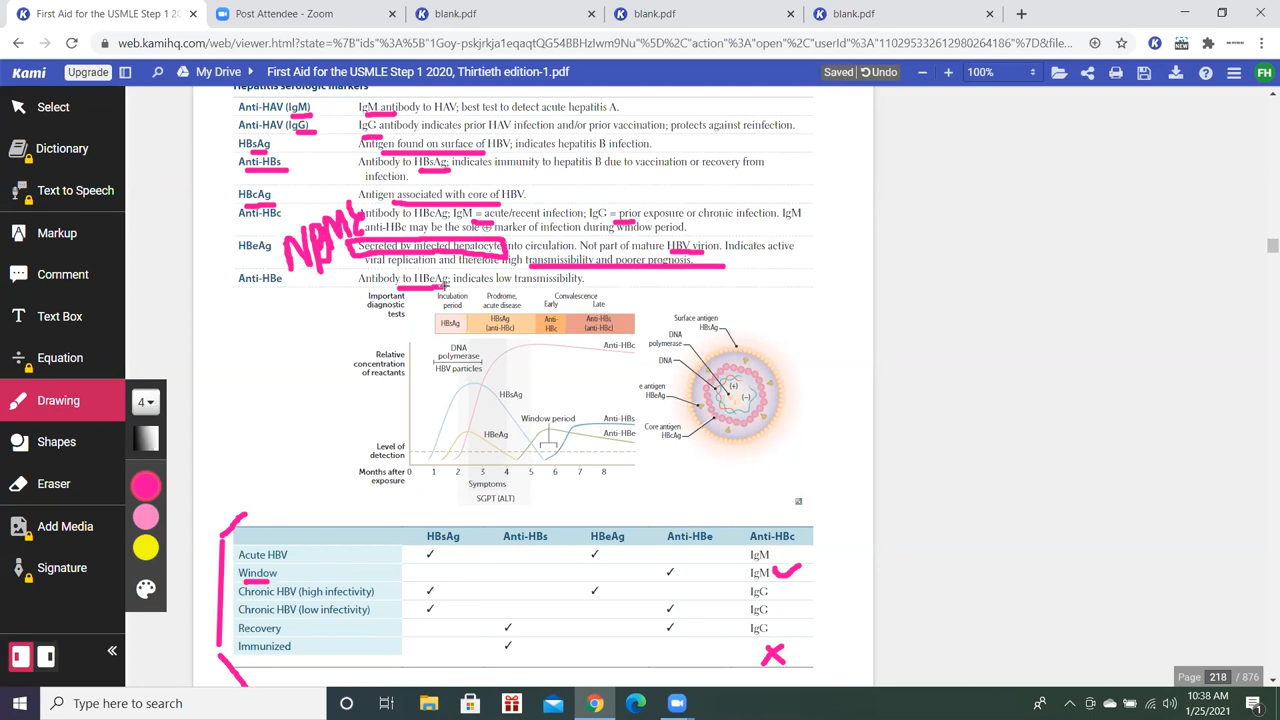 First Aid for the USMLE Step 1 20
Post Attendee - Zoom
blank.pdf
blank.pdf
blank.pdf
web.kamihq.com/web/viewer.html?state=%7B"ids"%3A%5B"1Goy-pskjrkja1eqaqtQG54BBHzIwm9Nu"%5D%2C"action"%3A"open"%2C"userId"%3A"110295332612980264186"%7D&file...
Kami
Upgrade
My Drive
First Aid for the USMLE Step 1 2020, Thirtieth edition-1.pdf
Saved
Undo
100%
FH
Select
Dictionary
Text to Speech
Markup
Comment
Text Box
Equation
Drawing
Shapes
Eraser
Add Media
Signature
4
Hepatitis serologic markers
Anti-HAV (IgM) IgM antibody to HAV; best test to detect acute hepatitis A.
Anti-HAV (IgG) IgG antibody indicates prior HAV infection and/or prior vaccination; protects against reinfection.
HBsAg Antigen found on surface of HBV; indicates hepatitis B infection.
Anti-HBs Antibody to HBsAg; indicates immunity to hepatitis B due to vaccination or recovery from
infection.
HBcAg Antigen associated with core of HBV.
Anti-HBc Antibody to HBcAg; IgM = acute/recent infection; IgG = prior exposure or chronic infection. IgM
anti-HBc may be the sole ⊕ marker of infection during window period.
HBeAg Secreted by infected hepatocyte into circulation. Not part of mature HBV virion. Indicates active
viral replication and therefore high transmissibility and poorer prognosis.
Anti-HBe Antibody to HBeAg; indicates low transmissibility.
Important
diagnostic
tests
Incubation
period
Prodrome,
acute disease
Convalescence
Early Late
HBsAg
HBsAg
(anti-HBc)
Anti-
HBc
Anti-HBs
(anti-HBc)
Relative
concentration
of reactants
DNA
polymerase
HBV particles
Anti-HBc
HBsAg
Window period
Anti-HBs
HBeAg
Anti-HBe
Level of
detection
Months after
exposure
0 1 2 3 4 5 6 7 8
Symptoms
SGPT (ALT)
Surface antigen
HBsAg
DNA
polymerase
DNA
e antigen
HBeAg
Core antigen
HBcAg
(+)
(−)
HBsAg Anti-HBs HBeAg Anti-HBe Anti-HBc
Acute HBV ✓ ✓ IgM
Window ✓ IgM
Chronic HBV (high infectivity) ✓ ✓ IgG
Chronic HBV (low infectivity) ✓ ✓ IgG
Recovery ✓ ✓ IgG
Immunized ✓
Page 218 / 876
Type here to search
10:38 AM
1/25/2021